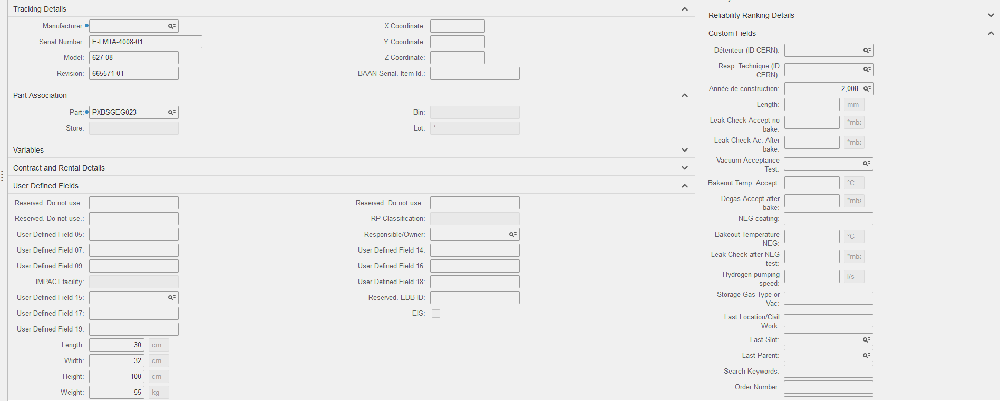 Tracking Details
Manufacturer:
Serial Number: E-LMTA-4008-01
Model: 627-08
Revision: 665571-01
X Coordinate:
Y Coordinate:
Z Coordinate:
BAAN Serial. Item Id.:
Part Association
Part: PXBSGEG023
Store:
Bin:
Lot: *
Variables
Contract and Rental Details
User Defined Fields
Reserved. Do not use.:
Reserved. Do not use.:
User Defined Field 05:
User Defined Field 07:
User Defined Field 09:
IMPACT facility:
User Defined Field 15:
User Defined Field 17:
User Defined Field 19:
Length: 30 cm
Width: 32 cm
Height: 100 cm
Weight: 55 kg
Reserved. Do not use.:
RP Classification:
Responsible/Owner:
User Defined Field 14:
User Defined Field 16:
User Defined Field 18:
Reserved. EDB ID:
EIS:
Reliability Ranking Details
Custom Fields
Détenteur (ID CERN):
Resp. Technique (ID
CERN):
Année de construction: 2,008
Length: mm
Leak Check Accept no
bake: *mba
Leak Check Ac. After
bake: *mba
Vacuum Acceptance
Test:
Bakeout Temp. Accept: °C
Degas Accept after
bake: *mba
NEG coating:
Bakeout Temperature
NEG: °C
Leak Check after NEG
test: *mba
Hydrogen pumping
speed: l/s
Storage Gas Type or
Vac:
Last Location/Civil
Work:
Last Slot:
Last Parent:
Search Keywords:
Order Number: